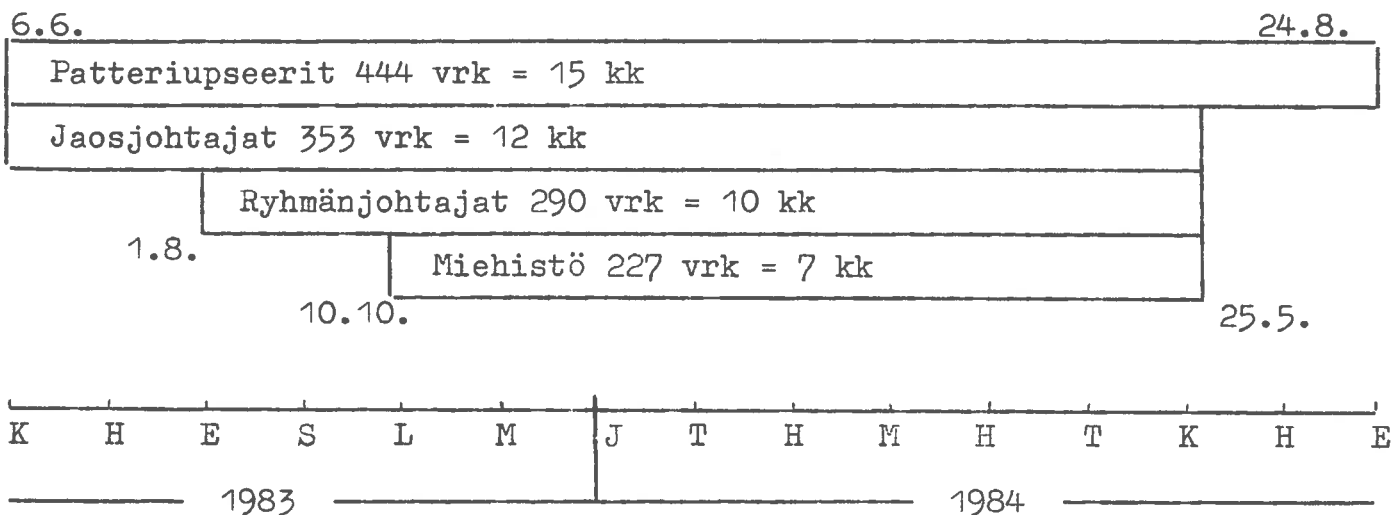 6.6. 24.8.
Patteriupseerit 444 vrk = 15 kk
Jaosjohtajat 353 vrk = 12 kk
Ryhmänjohtajat 290 vrk = 10 kk
1.8.
Miehistö 227 vrk = 7 kk
10.10. 25.5.
K H E S L M J T H M H T K H E
1983 1984